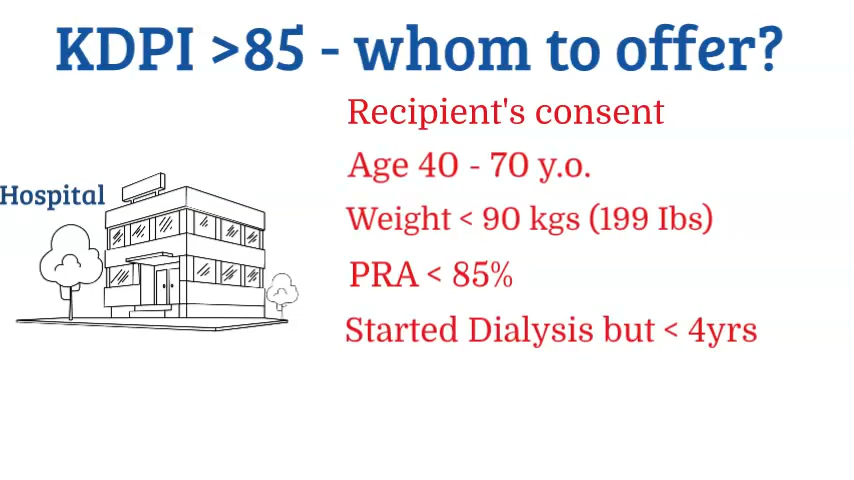 KDPI >85 - whom to offer?
Recipient's consent
Age 40 - 70 y.o.
Hospital
Weight < 90 kgs (199 Ibs)
PRA < 85%
Started Dialysis but < 4yrs